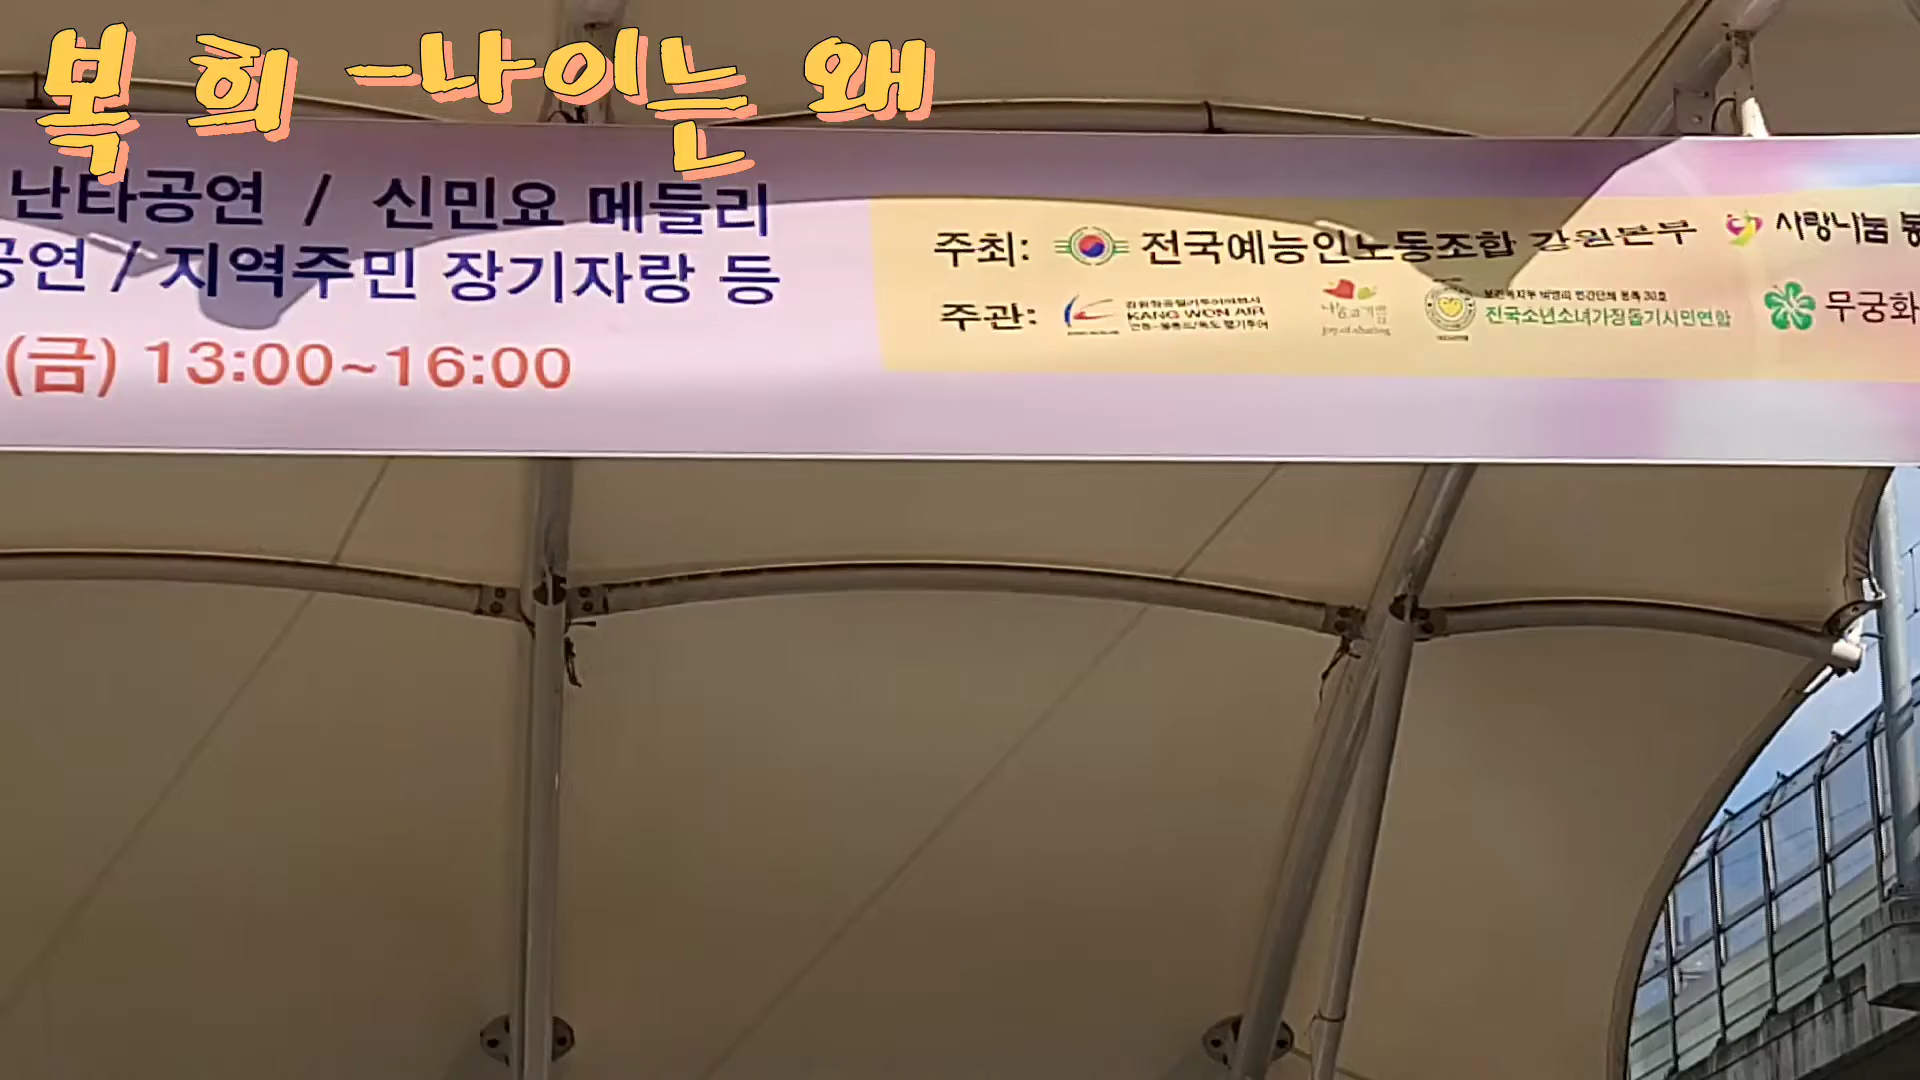 복 희 -나이는 왜
난타공연 / 신민요 메들리
공연 / 지역주민 장기자랑 등
(금) 13:00~16:00
주최: 전국예능인노동조합 강원본부 사랑나눔
주관: KANG WON AIR 전국소년소녀가장돕기시민연합 무궁화